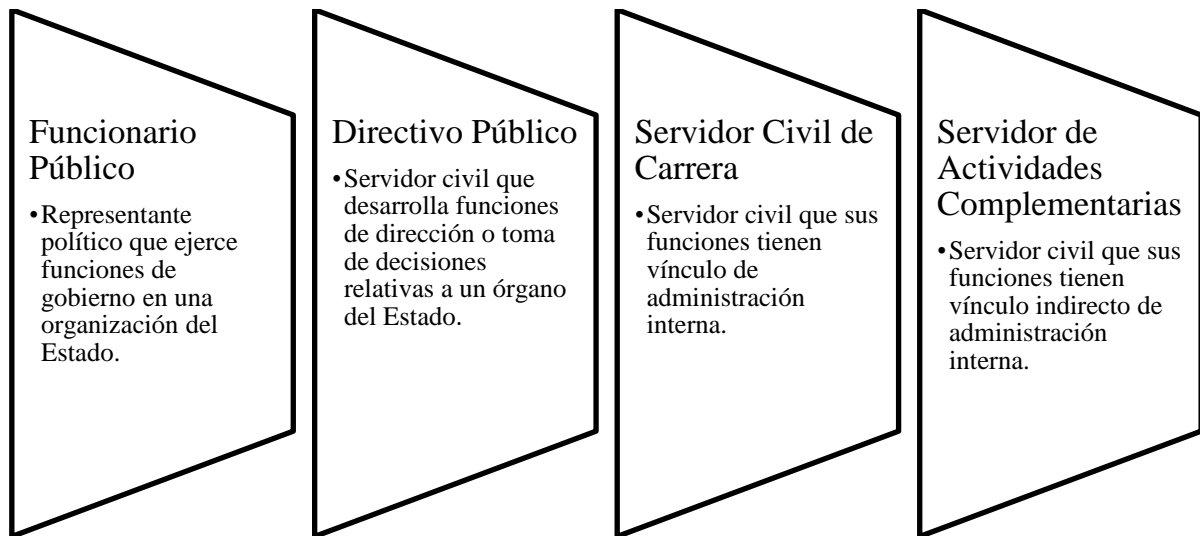 Funcionario
Público
•Representante
político que ejerce
funciones de
gobierno en una
organización del
Estado.
Directivo Público
•Servidor civil que
desarrolla funciones
de dirección o toma
de decisiones
relativas a un órgano
del Estado.
Servidor Civil de
Carrera
•Servidor civil que sus
funciones tienen
vínculo de
administración
interna.
Servidor de
Actividades
Complementarias
•Servidor civil que sus
funciones tienen
vínculo indirecto de
administración
interna.